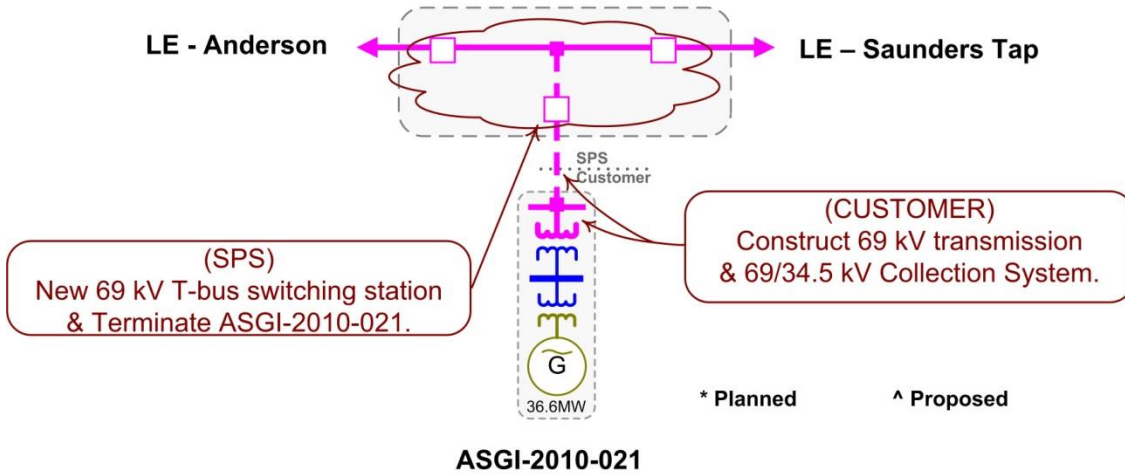 LE - Anderson
LE – Saunders Tap
SPS
Customer
(SPS)
New 69 kV T-bus switching station
& Terminate ASGI-2010-021.
(CUSTOMER)
Construct 69 kV transmission
& 69/34.5 kV Collection System.
G
36.6MW
* Planned
^ Proposed
ASGI-2010-021